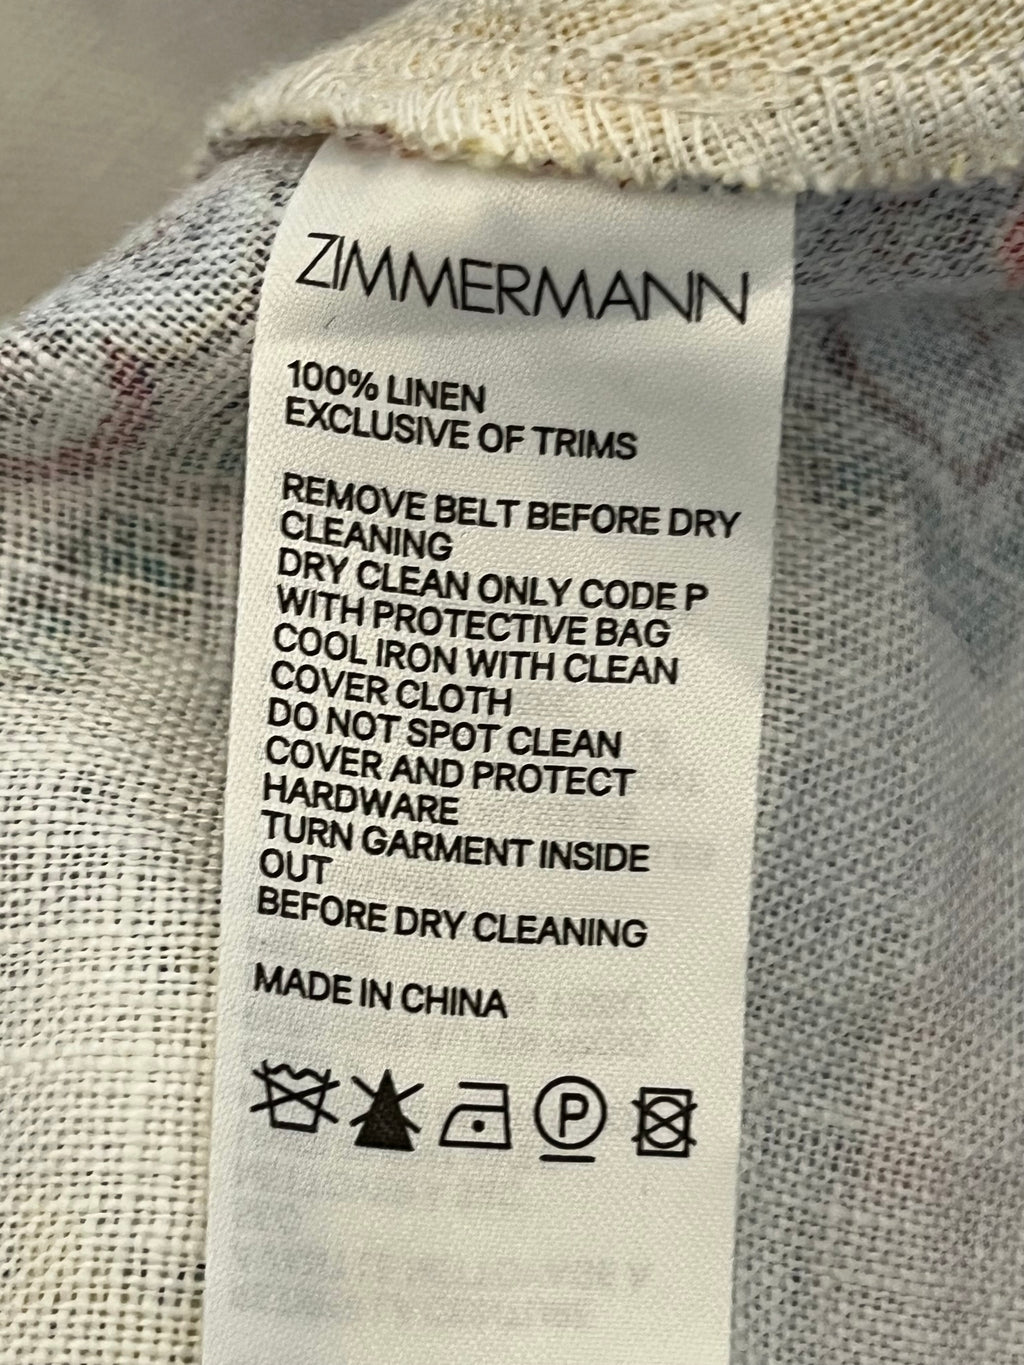 ZIMMERMANN
100% LINEN
EXCLUSIVE OF TRIMS
REMOVE BELT BEFORE DRY
CLEANING
DRY CLEAN ONLY CODE P
WITH PROTECTIVE BAG
COOL IRON WITH CLEAN
COVER CLOTH
DO NOT SPOT CLEAN
COVER AND PROTECT
HARDWARE
TURN GARMENT INSIDE
OUT
BEFORE DRY CLEANING
MADE IN CHINA
P